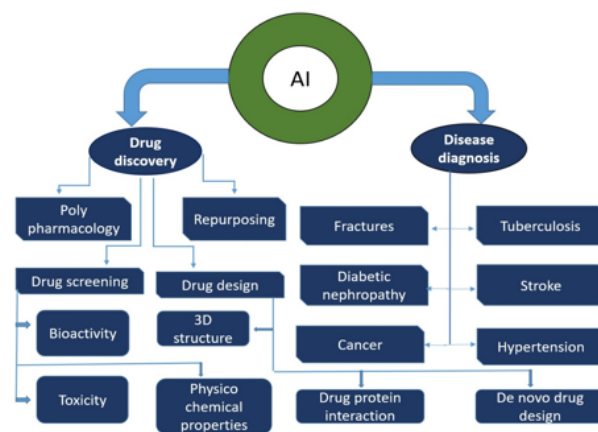 AI
Drug
discovery
Disease
diagnosis
Poly
pharmacology
Repurposing
Fractures
Tuberculosis
Drug screening
Drug design
Diabetic
nephropathy
Stroke
Bioactivity
3D
structure
Cancer
Hypertension
Toxicity
Physico
chemical
properties
Drug protein
interaction
De novo drug
design